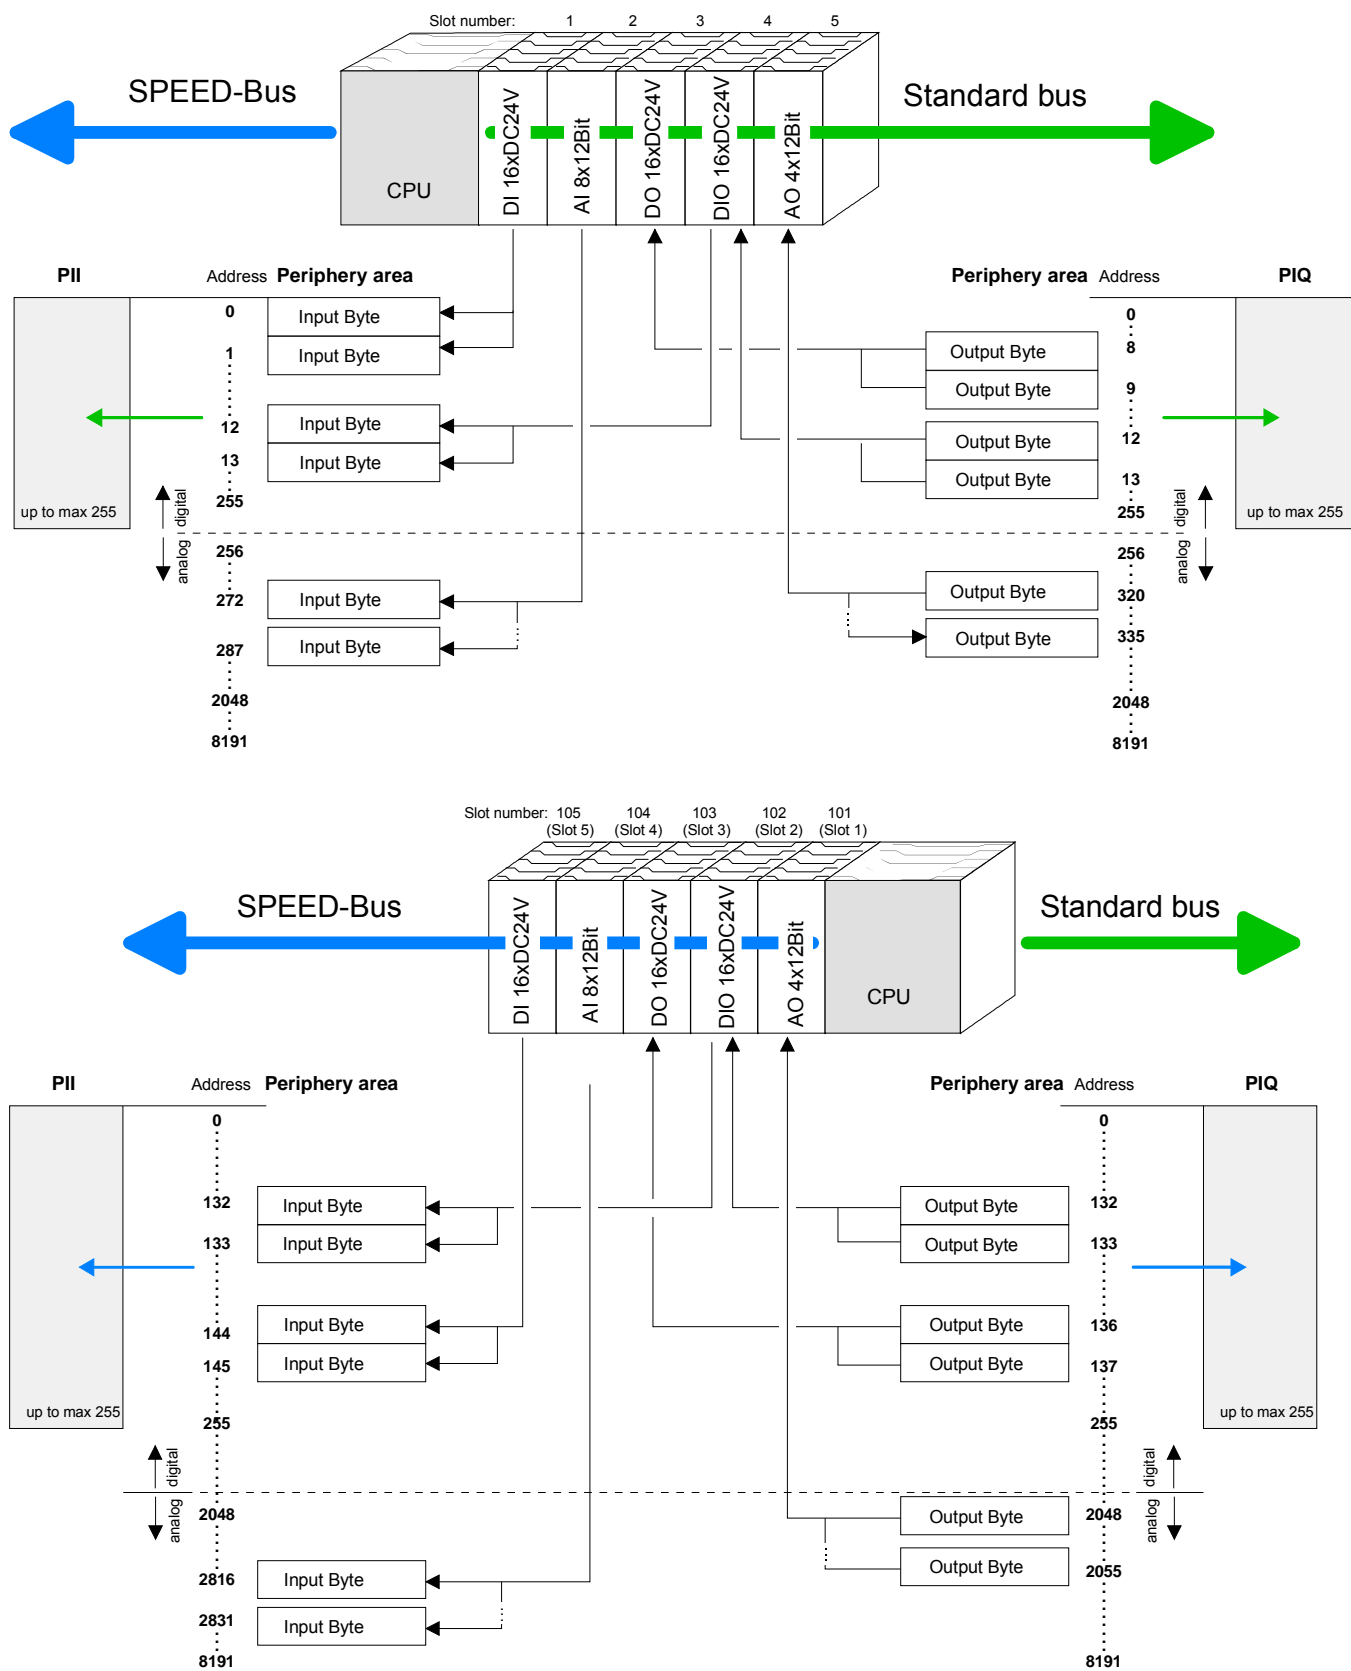 Slot number: 1 2 3 4 5
SPEED-Bus
Standard bus
CPU
DI 16xDC24V
AI 8x12Bit
DO 16xDC24V
DIO 16xDC24V
AO 4x12Bit
PII
Address Periphery area
Periphery area Address
PIQ
0
Input Byte
1
Input Byte
12
Input Byte
13
Input Byte
255
up to max 255
digital
analog
256
272
Input Byte
287
Input Byte
2048
8191
0
Output Byte
8
Output Byte
9
Output Byte
12
Output Byte
13
255
up to max 255
digital
analog
256
Output Byte
320
Output Byte
335
2048
8191
Slot number: 105 104 103 102 101
(Slot 5) (Slot 4) (Slot 3) (Slot 2) (Slot 1)
SPEED-Bus
Standard bus
DI 16xDC24V
AI 8x12Bit
DO 16xDC24V
DIO 16xDC24V
AO 4x12Bit
CPU
PII
Address Periphery area
Periphery area Address
PIQ
0
132
Input Byte
133
Input Byte
144
Input Byte
145
Input Byte
255
up to max 255
digital
analog
2048
2816
Input Byte
2831
Input Byte
8191
0
Output Byte
132
Output Byte
133
Output Byte
136
Output Byte
137
255
up to max 255
digital
analog
Output Byte
2048
Output Byte
2055
8191